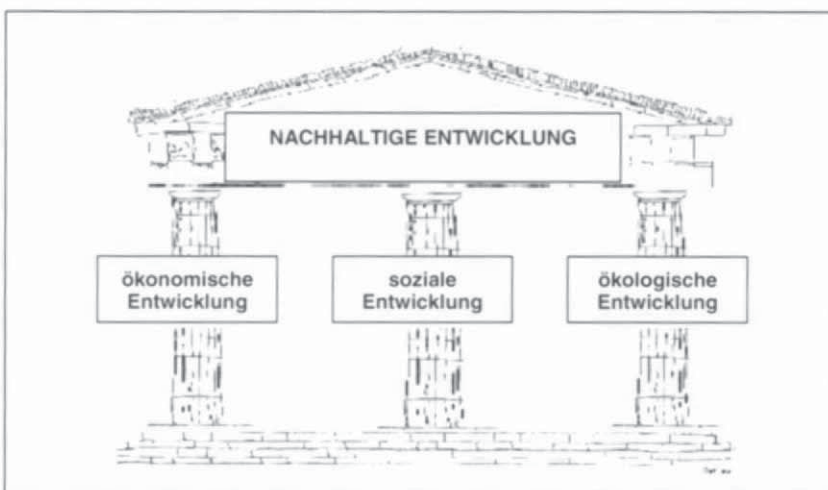 NACHHALTIGE ENTWICKLUNG
ökonomische
Entwicklung
soziale
Entwicklung
ökologische
Entwicklung